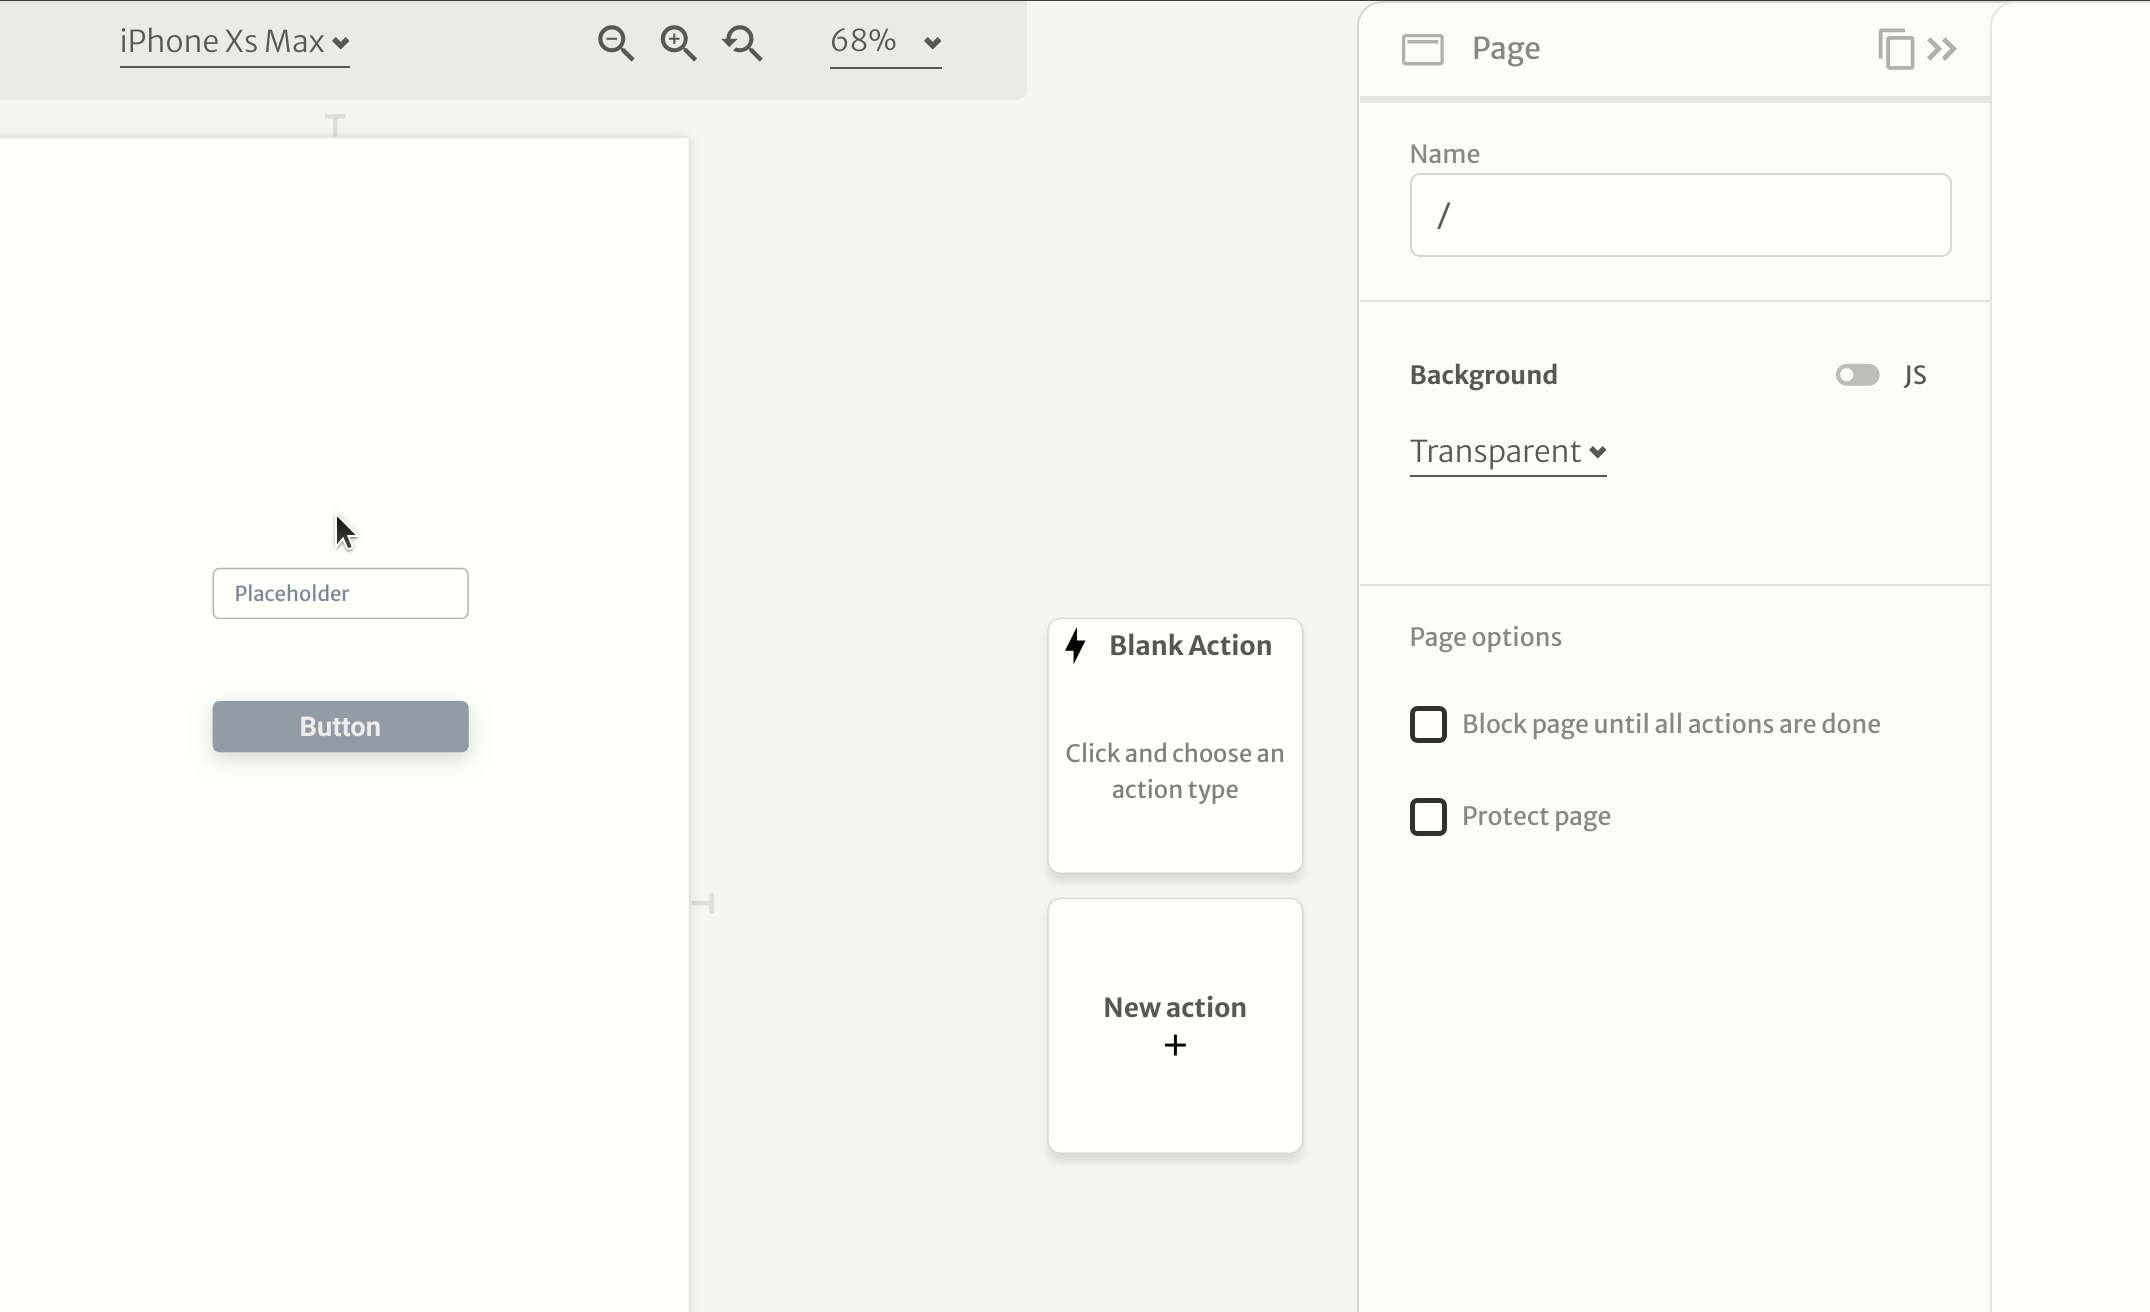 iPhone Xs Max
68%
Page
Name
/
Background
JS
Transparent
Placeholder
Button
Blank Action
Click and choose an
action type
New action
+
Page options
Block page until all actions are done
Protect page